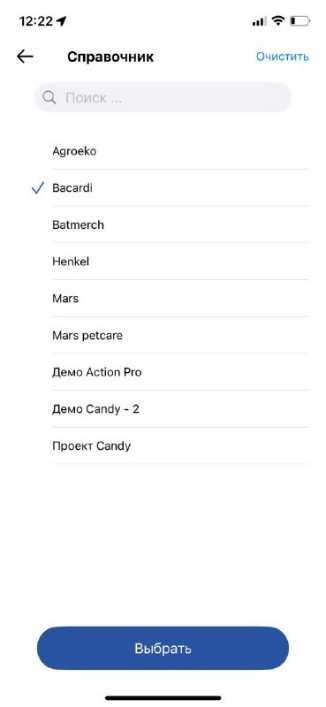 12:22
Справочник
Очистить
Поиск ...
Agroeko
Bacardi
Batmerch
Henkel
Mars
Mars petcare
Демо Action Pro
Демо Candy - 2
Проект Candy
Выбрать